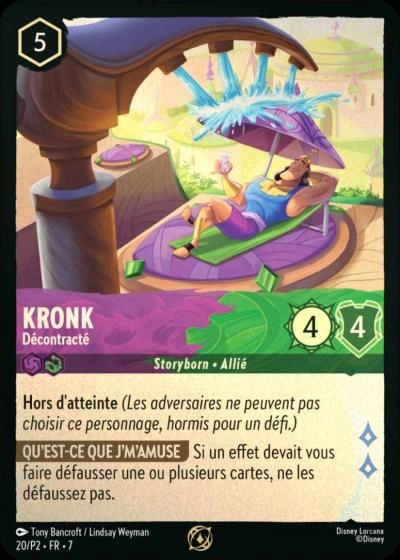 5
KRONK
Décontracté
4
4
Storyborn • Allié
Hors d'atteinte (Les adversaires ne peuvent pas
choisir ce personnage, hormis pour un défi.)
QU'EST-CE QUE J'M'AMUSE Si un effet devait vous
faire défausser une ou plusieurs cartes, ne les
défaussez pas.
Tony Bancroft / Lindsay Weyman
20/P2 • FR • 7
Disney Lorcana
©Disney